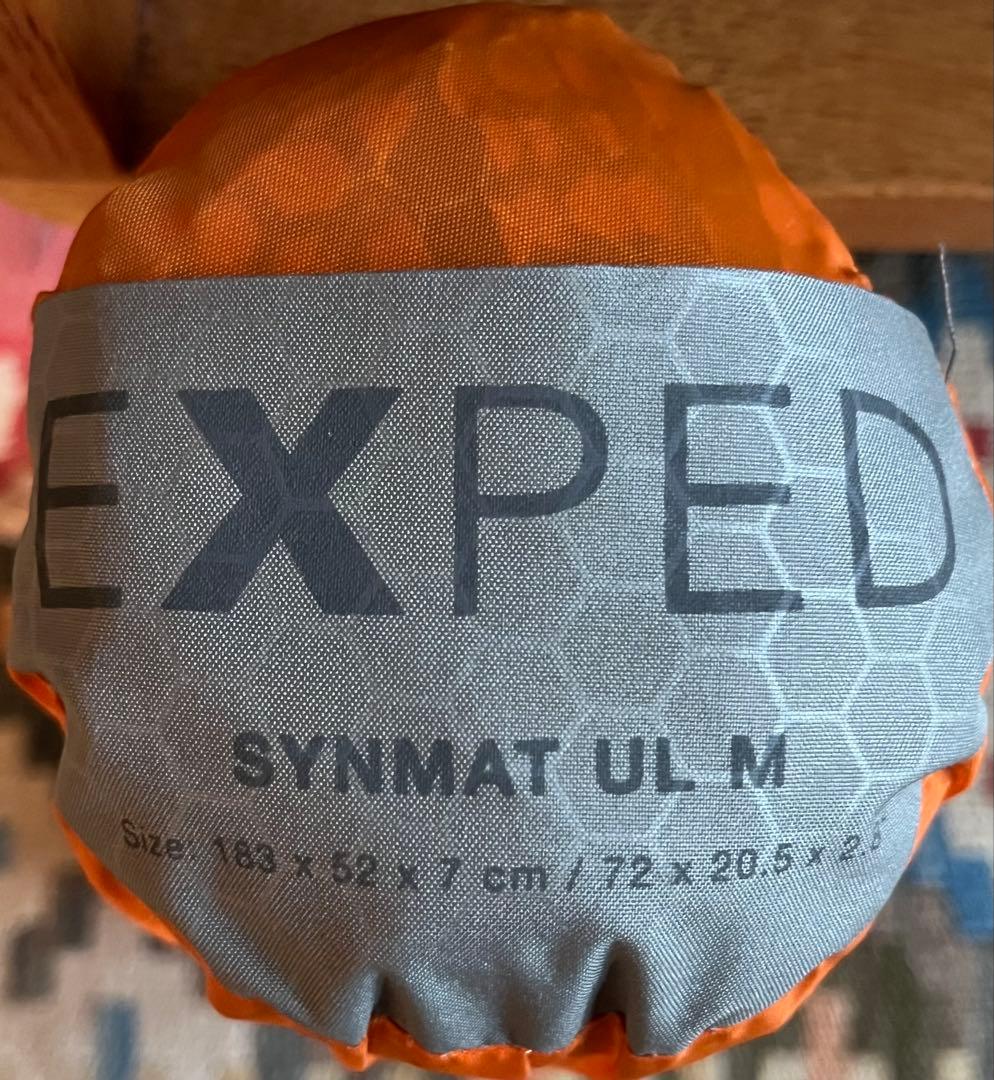 EXPED
SYNMAT UL M
Size: 183 x 52 x 7 cm / 72 x 20.5 x